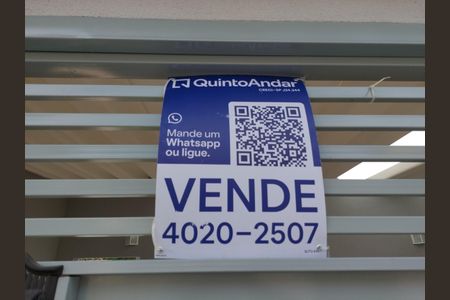 QuintoAndar
CRECI-SP J24.344
Mande um
Whatsapp
ou ligue.
VENDE
4020-2507